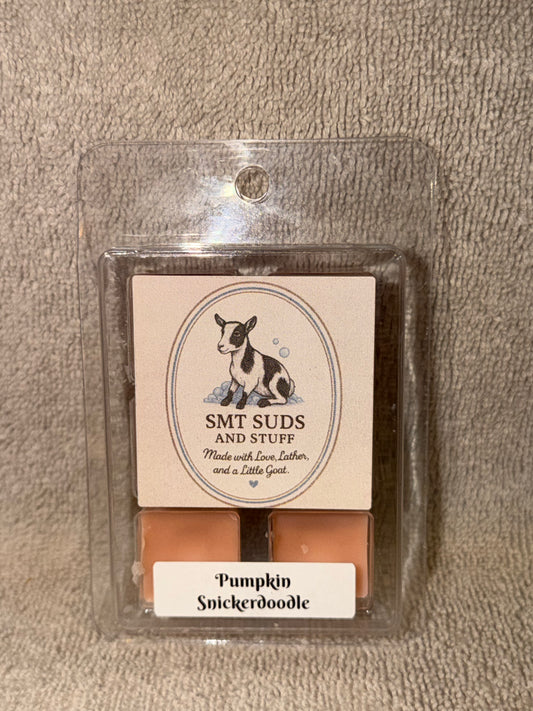 SMT SUDS
AND STUFF
Made with Love, Lather,
and a Little Goat.
Pumpkin
Snickerdoodle